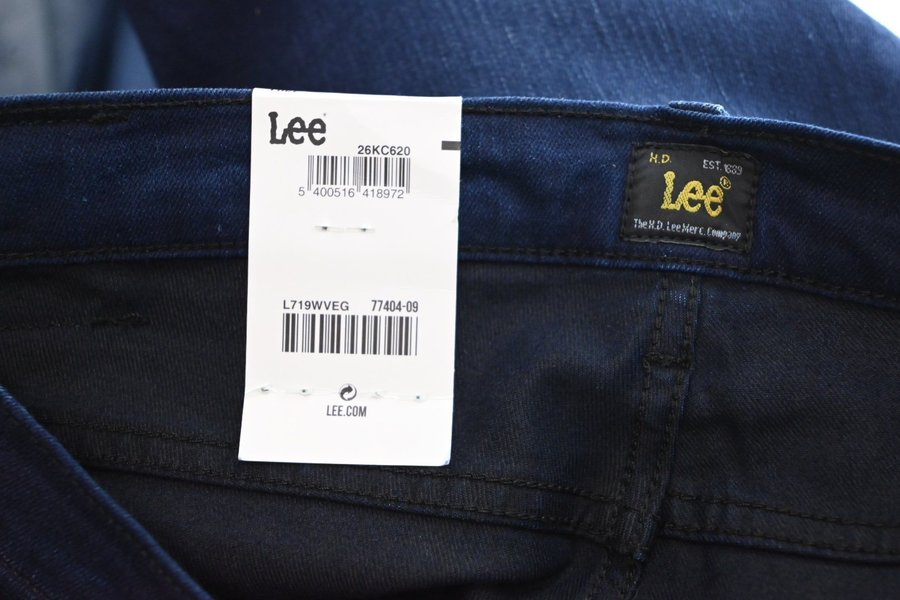 Lee
26KC620
5 400516 418972
L719WVEG 77404-09
LEE.COM
H.D. EST. 1889
Lee®
The H.D. Lee Merc. Company